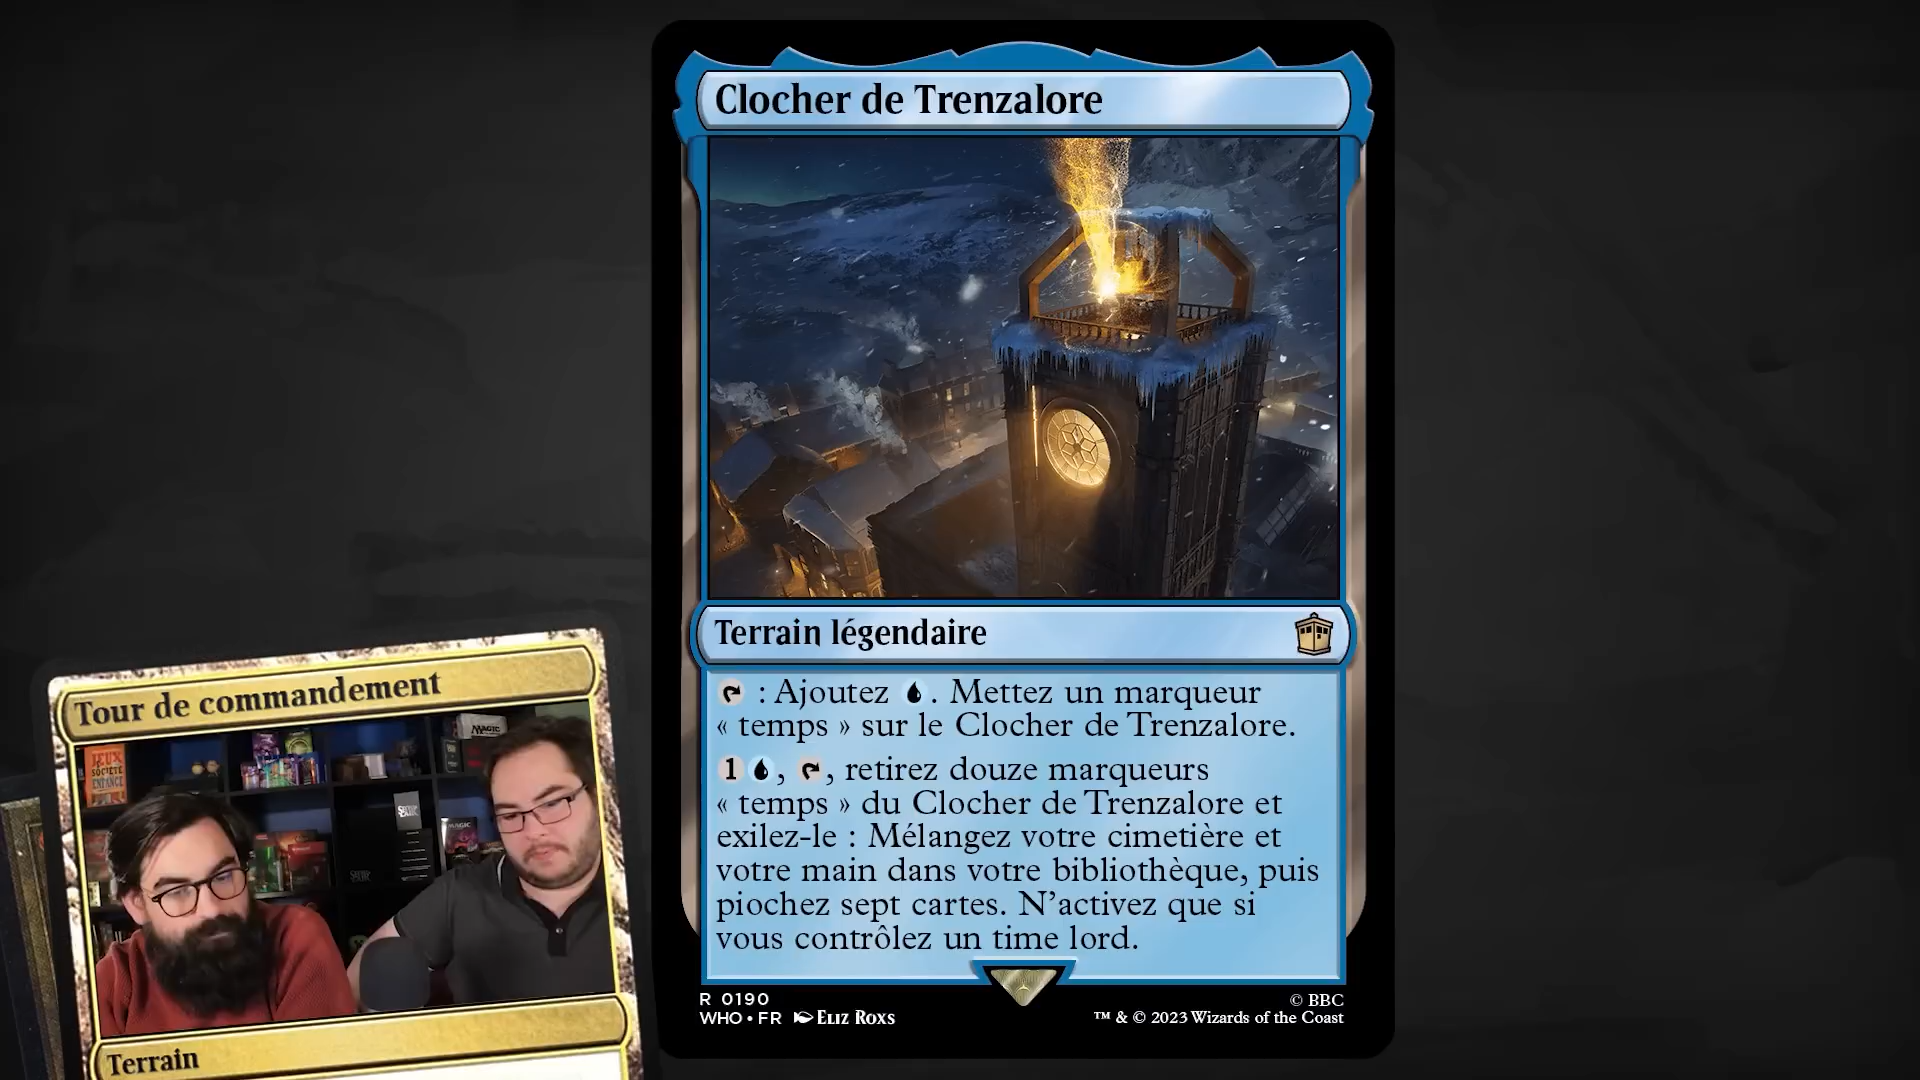 Clocher de Trenzalore
Terrain légendaire
: Ajoutez . Mettez un marqueur
« temps » sur le Clocher de Trenzalore.
1 , , retirez douze marqueurs
« temps » du Clocher de Trenzalore et
exilez-le : Mélangez votre cimetière et
votre main dans votre bibliothèque, puis
piochez sept cartes. N'activez que si
vous contrôlez un time lord.
R 0190
WHO • FR Eliz Roxs
© BBC
™ & © 2023 Wizards of the Coast
Tour de commandement
MAGIC
JEUX
SOCIÉTÉ
ENFANCE
MAGIC
Terrain